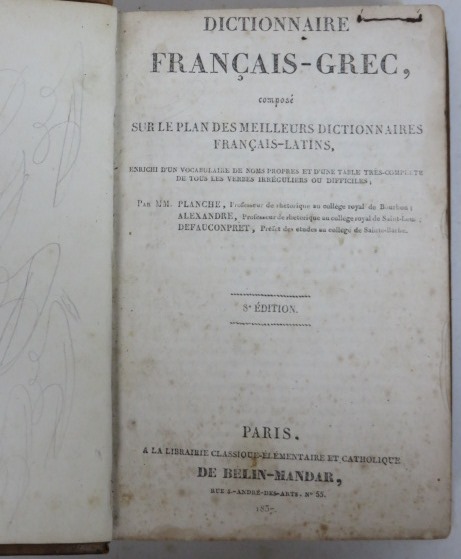 DICTIONNAIRE
FRANÇAIS-GREC,
composé
SUR LE PLAN DES MEILLEURS DICTIONNAIRES
FRANÇAIS-LATINS,
ENRICHI D'UN VOCABULAIRE DE NOMS PROPRES ET D'UNE TABLE TRÈS-COMPLÈTE
DE TOUS LES VERBES IRRÉGULIERS OU DIFFICILES;
PAR MM. PLANCHE, Professeur de rhétorique au collège royal de Bourbon;
ALEXANDRE, Professeur de rhétorique au collège royal de Saint-Louis;
DEFAUCONPRET, Préfet des études au collège de Sainte-Barbe.
8e ÉDITION.
PARIS.
A LA LIBRAIRIE CLASSIQUE-ÉLÉMENTAIRE ET CATHOLIQUE
DE BELIN-MANDAR,
RUE S.-ANDRÉ-DES-ARTS. N° 55.
1837